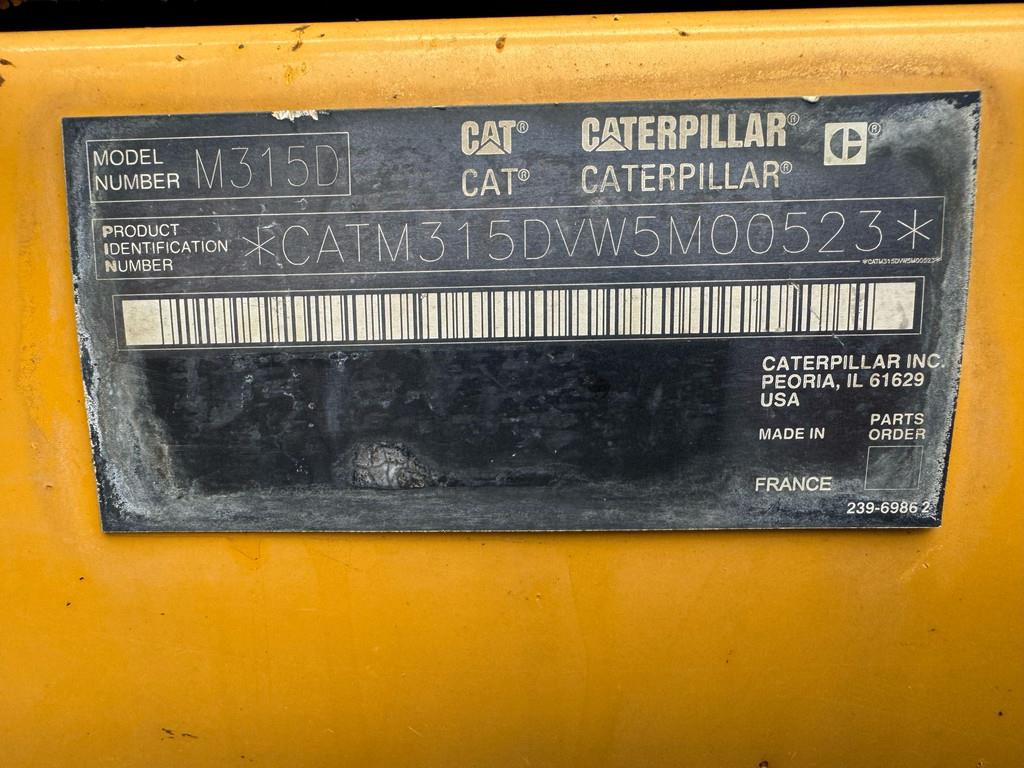 MODEL NUMBER M315D
CAT® CATERPILLAR® C®
CAT® CATERPILLAR®
PRODUCT
IDENTIFICATION
NUMBER
*CATM315DVW5M00523*
*CATM315DVW5M00523*
CATERPILLAR INC.
PEORIA, IL 61629
USA
MADE IN
PARTS
ORDER
FRANCE
239-6986 2